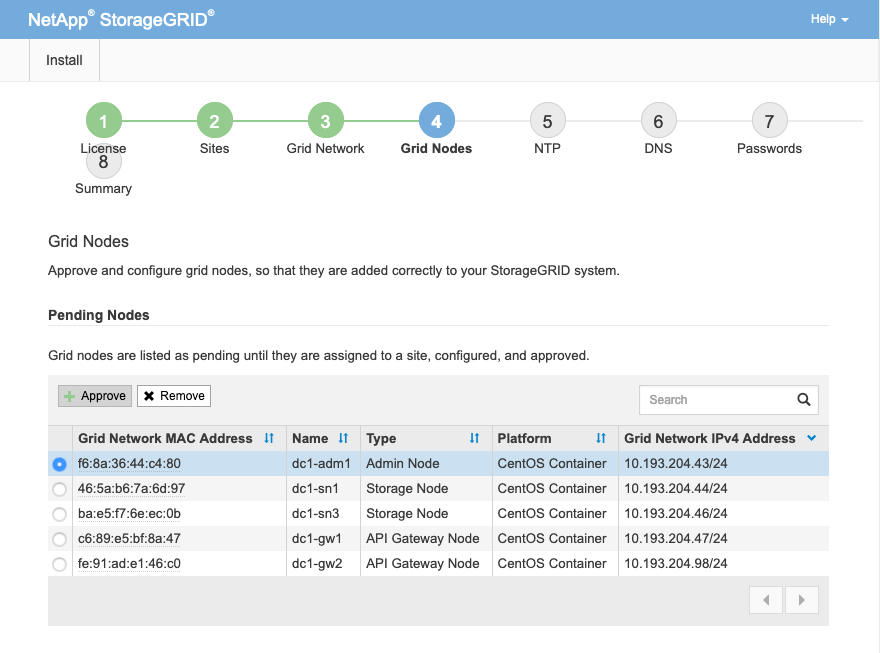 NetApp® StorageGRID®
Help
Install
1 2 3 4 5 6 7
License Sites Grid Network Grid Nodes NTP DNS Passwords
8
Summary
Grid Nodes
Approve and configure grid nodes, so that they are added correctly to your StorageGRID system.
Pending Nodes
Grid nodes are listed as pending until they are assigned to a site, configured, and approved.
Approve Remove Search
Grid Network MAC Address Name Type Platform Grid Network IPv4 Address
f6:8a:36:44:c4:80 dc1-adm1 Admin Node CentOS Container 10.193.204.43/24
46:5a:b6:7a:6d:97 dc1-sn1 Storage Node CentOS Container 10.193.204.44/24
ba:e5:f7:6e:ec:0b dc1-sn3 Storage Node CentOS Container 10.193.204.46/24
c6:89:e5:bf:8a:47 dc1-gw1 API Gateway Node CentOS Container 10.193.204.47/24
fe:91:ad:e1:46:c0 dc1-gw2 API Gateway Node CentOS Container 10.193.204.98/24